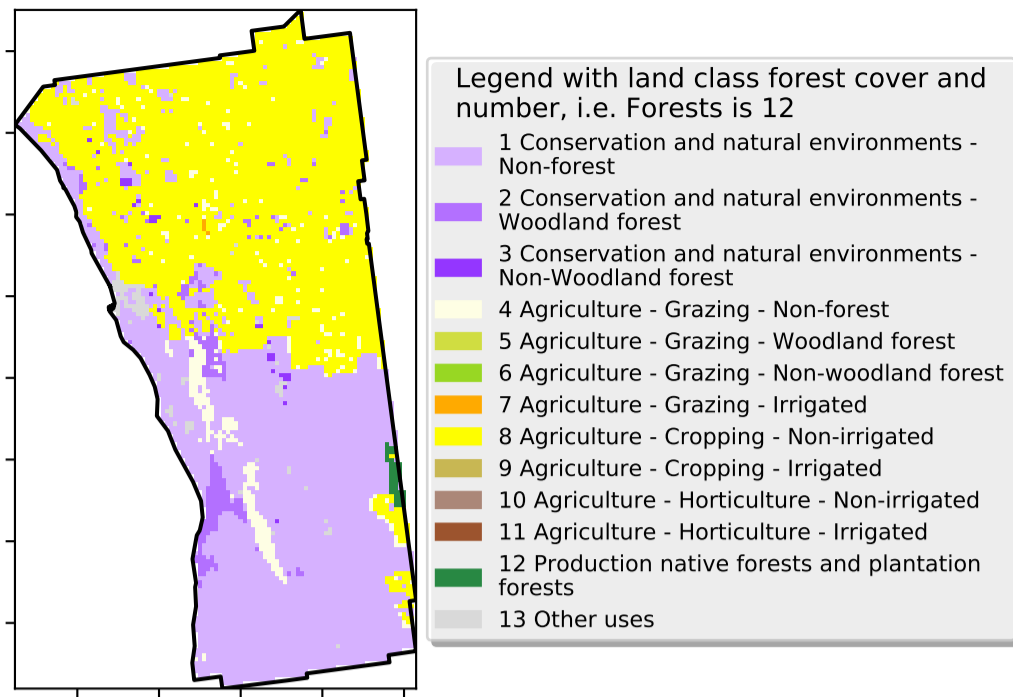 Legend with land class forest cover and
number, i.e. Forests is 12
1 Conservation and natural environments -
Non-forest
2 Conservation and natural environments -
Woodland forest
3 Conservation and natural environments -
Non-Woodland forest
4 Agriculture - Grazing - Non-forest
5 Agriculture - Grazing - Woodland forest
6 Agriculture - Grazing - Non-woodland forest
7 Agriculture - Grazing - Irrigated
8 Agriculture - Cropping - Non-irrigated
9 Agriculture - Cropping - Irrigated
10 Agriculture - Horticulture - Non-irrigated
11 Agriculture - Horticulture - Irrigated
12 Production native forests and plantation
forests
13 Other uses